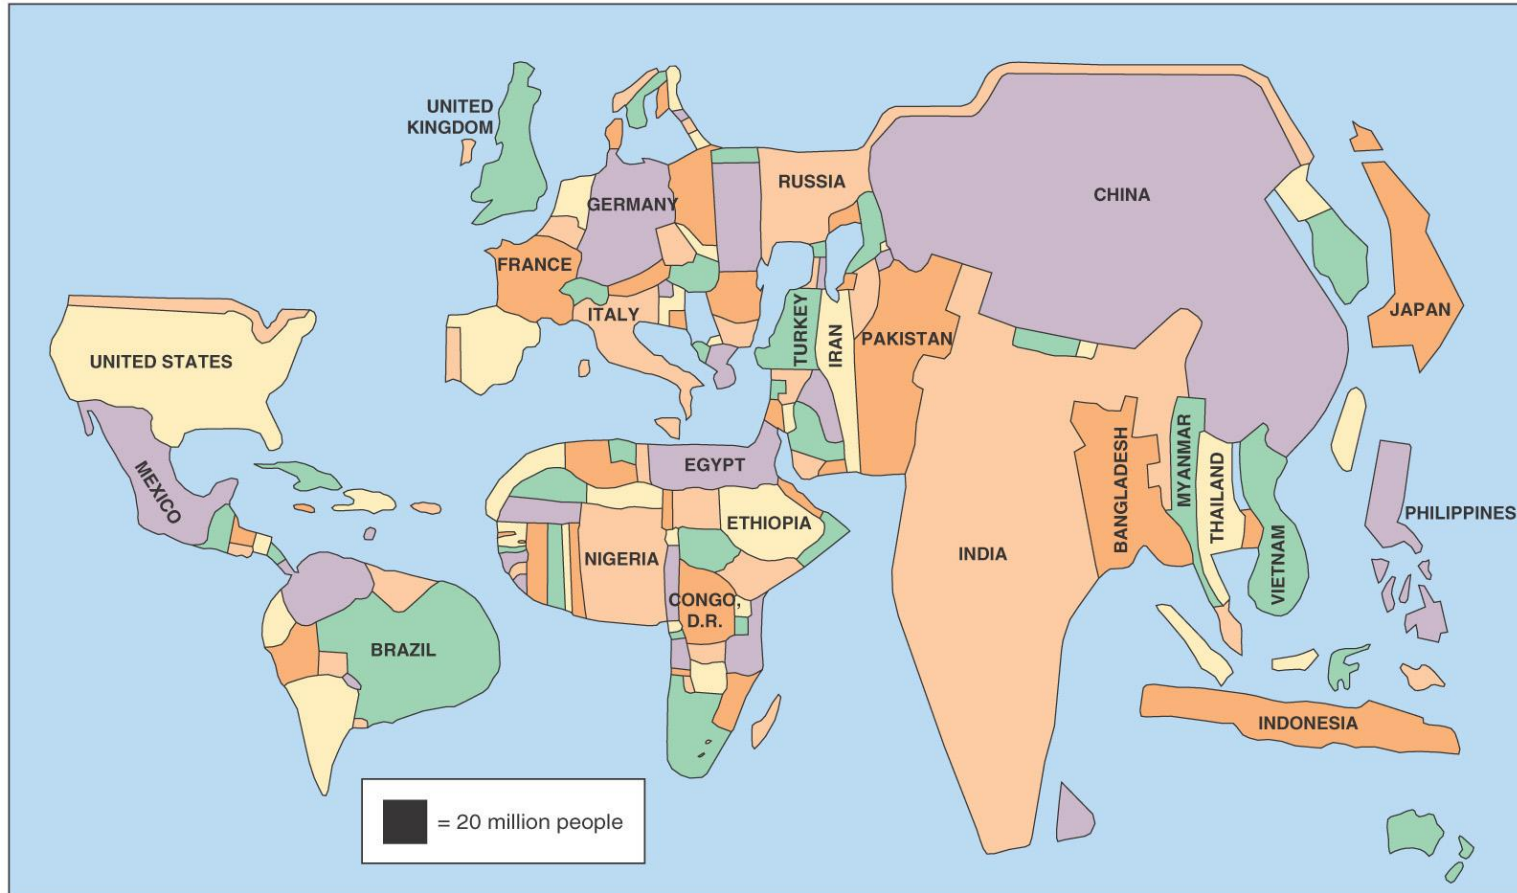 UNITED
KINGDOM
GERMANY
RUSSIA
CHINA
FRANCE
ITALY
TURKEY
IRAN
PAKISTAN
JAPAN
UNITED STATES
MEXICO
EGYPT
ETHIOPIA
NIGERIA
CONGO,
D.R.
BRAZIL
INDIA
BANGLADESH
MYANMAR
THAILAND
VIETNAM
PHILIPPINES
INDONESIA
= 20 million people